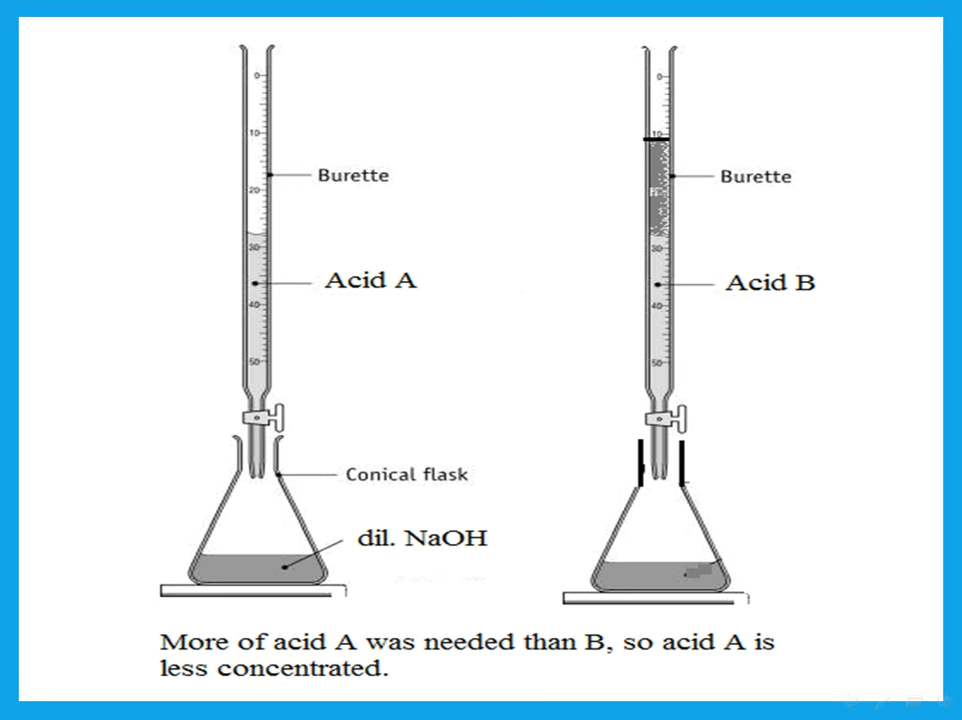 0
10
Burette
20
30
Acid A
40
50
Conical flask
dil. NaOH
0
10
Burette
30
Acid B
40
50
More of acid A was needed than B, so acid A is
less concentrated.